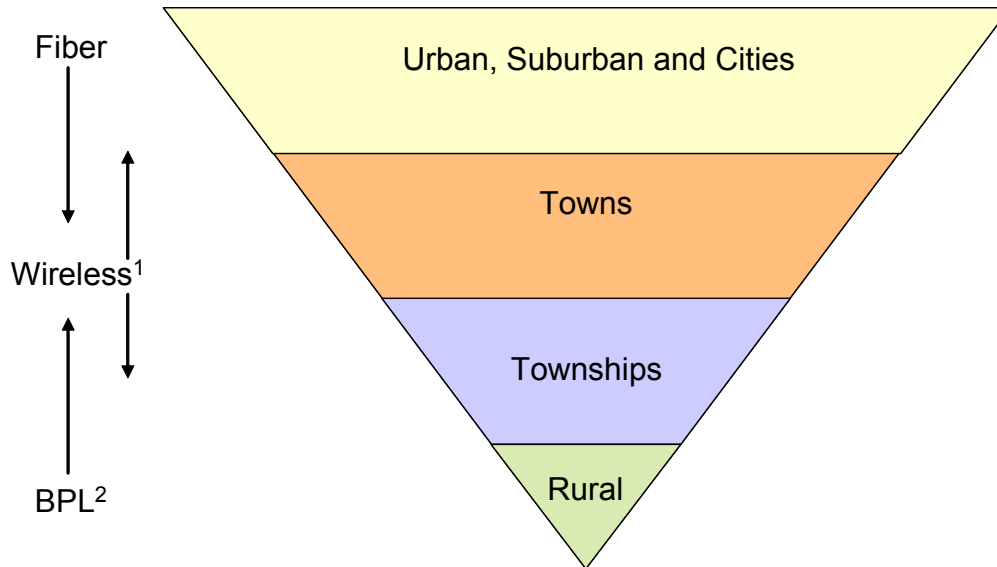 Fiber
Urban, Suburban and Cities
Towns
Wireless¹
Townships
Rural
BPL²